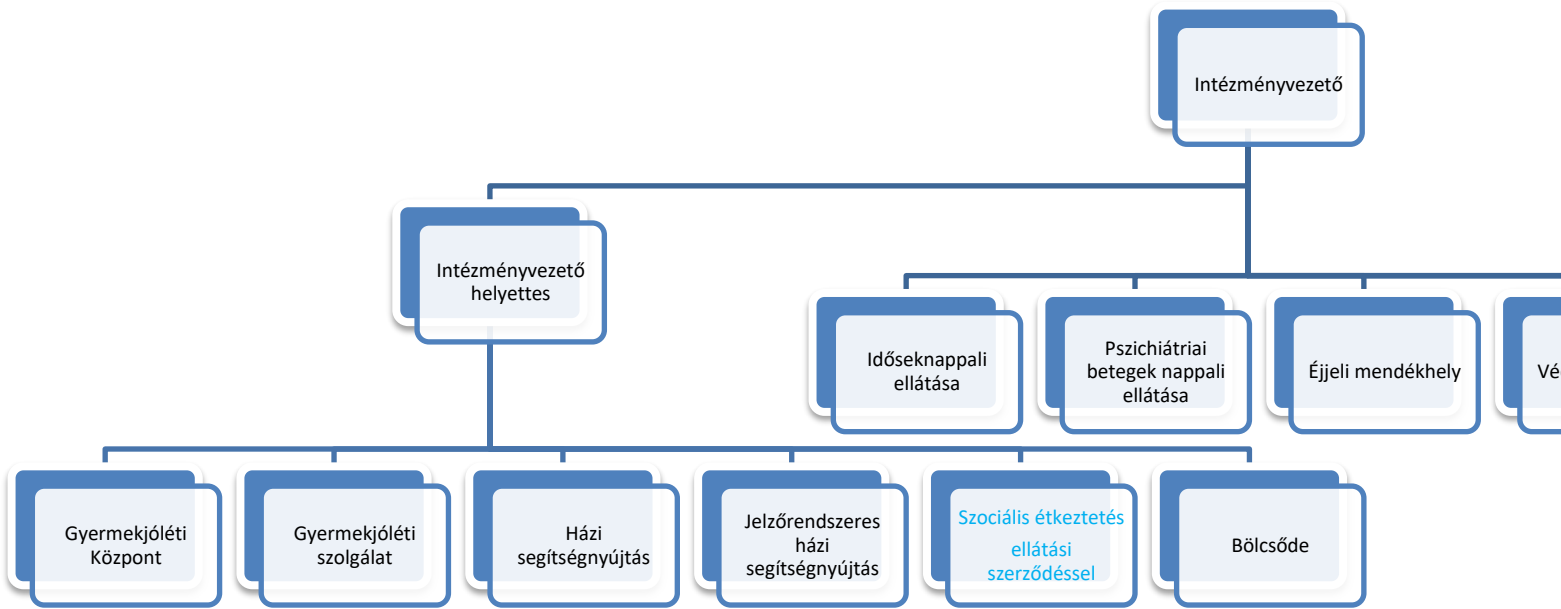 Intézményvezető
Intézményvezető
helyettes
Időseknappali
ellátása
Pszichiátriai
betegek nappali
ellátása
Éjjeli mendékhely
Gyermekjóléti
Központ
Gyermekjóléti
szolgálat
Házi
segítségnyújtás
Jelzőrendszeres
házi
segítségnyújtás
Szociális étkeztetés
ellátási
szerződéssel
Bölcsőde